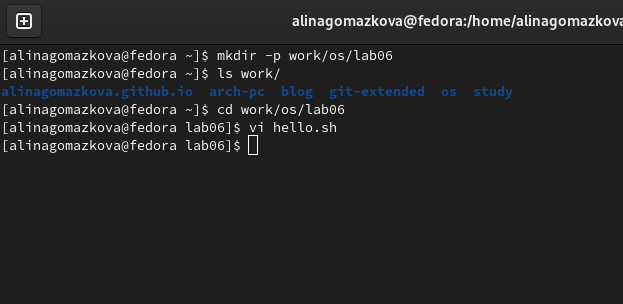 alinagomazkova@fedora:/home/alinagomazkova
[alinagomazkova@fedora ~]$ mkdir -p work/os/lab06
[alinagomazkova@fedora ~]$ ls work/
alinagomazkova.github.io  arch-pc  blog  git-extended  os  study
[alinagomazkova@fedora ~]$ cd work/os/lab06
[alinagomazkova@fedora lab06]$ vi hello.sh
[alinagomazkova@fedora lab06]$